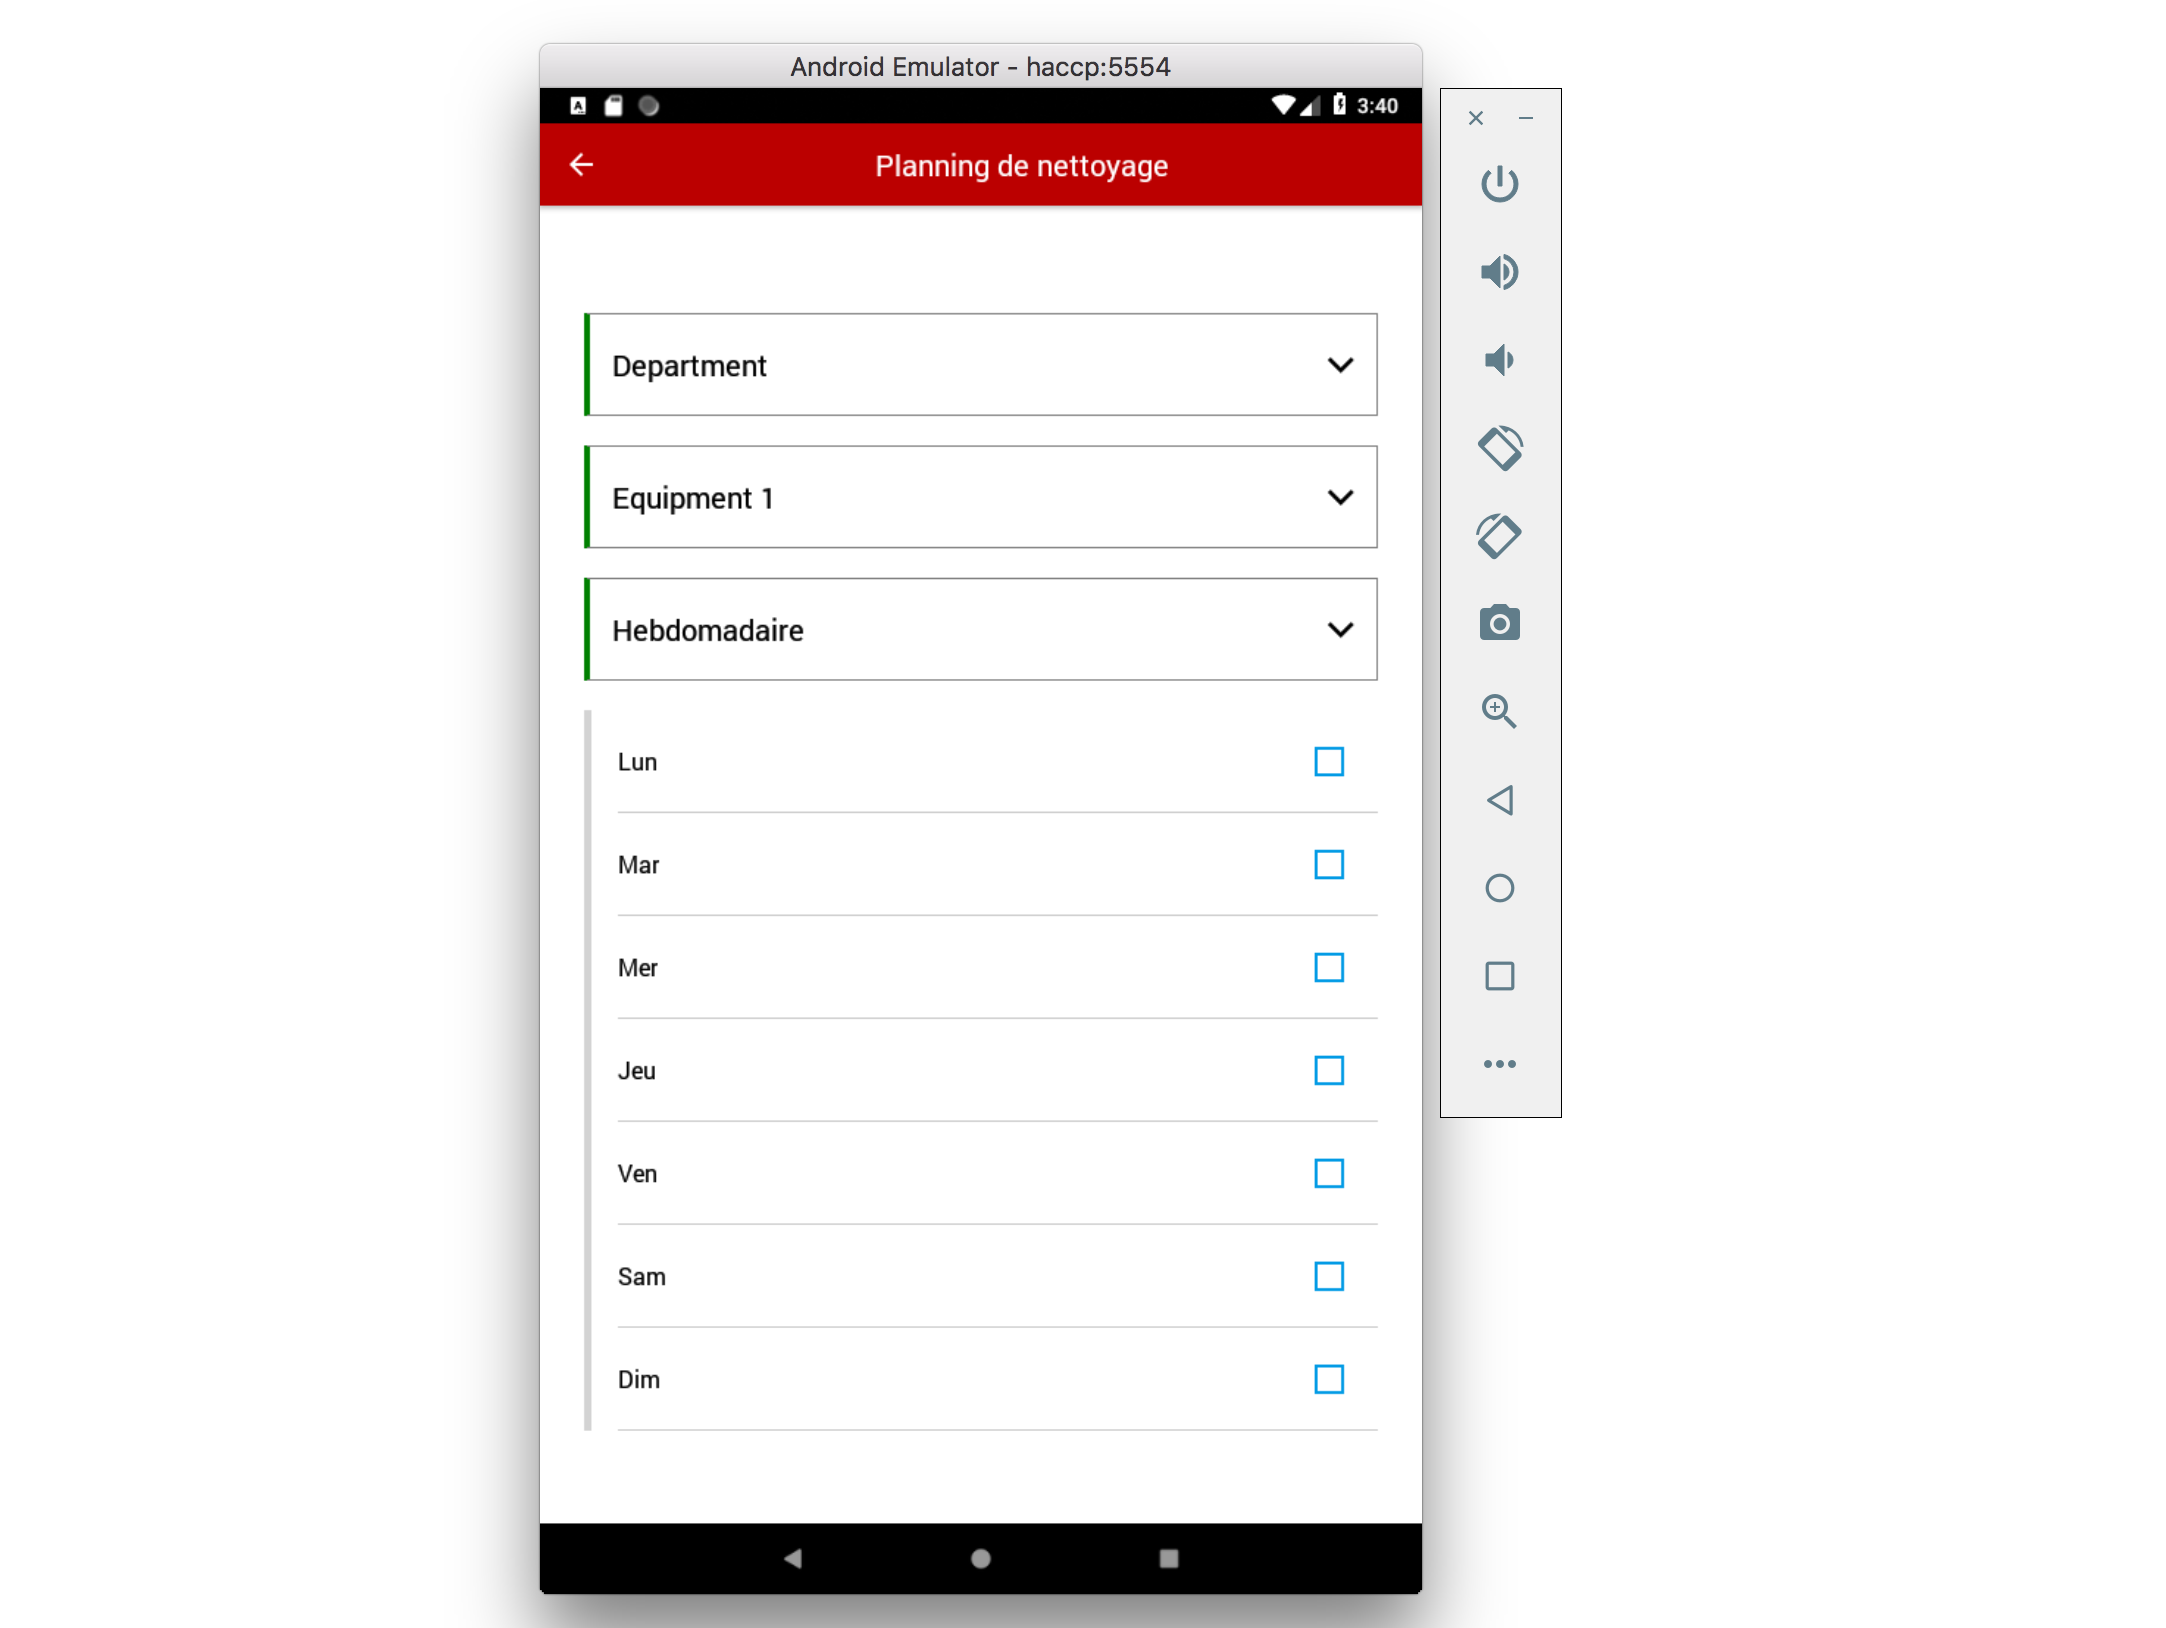 Android Emulator - haccp:5554
3:40
Planning de nettoyage
Department
Equipment 1
Hebdomadaire
Lun
Mar
Mer
Jeu
Ven
Sam
Dim